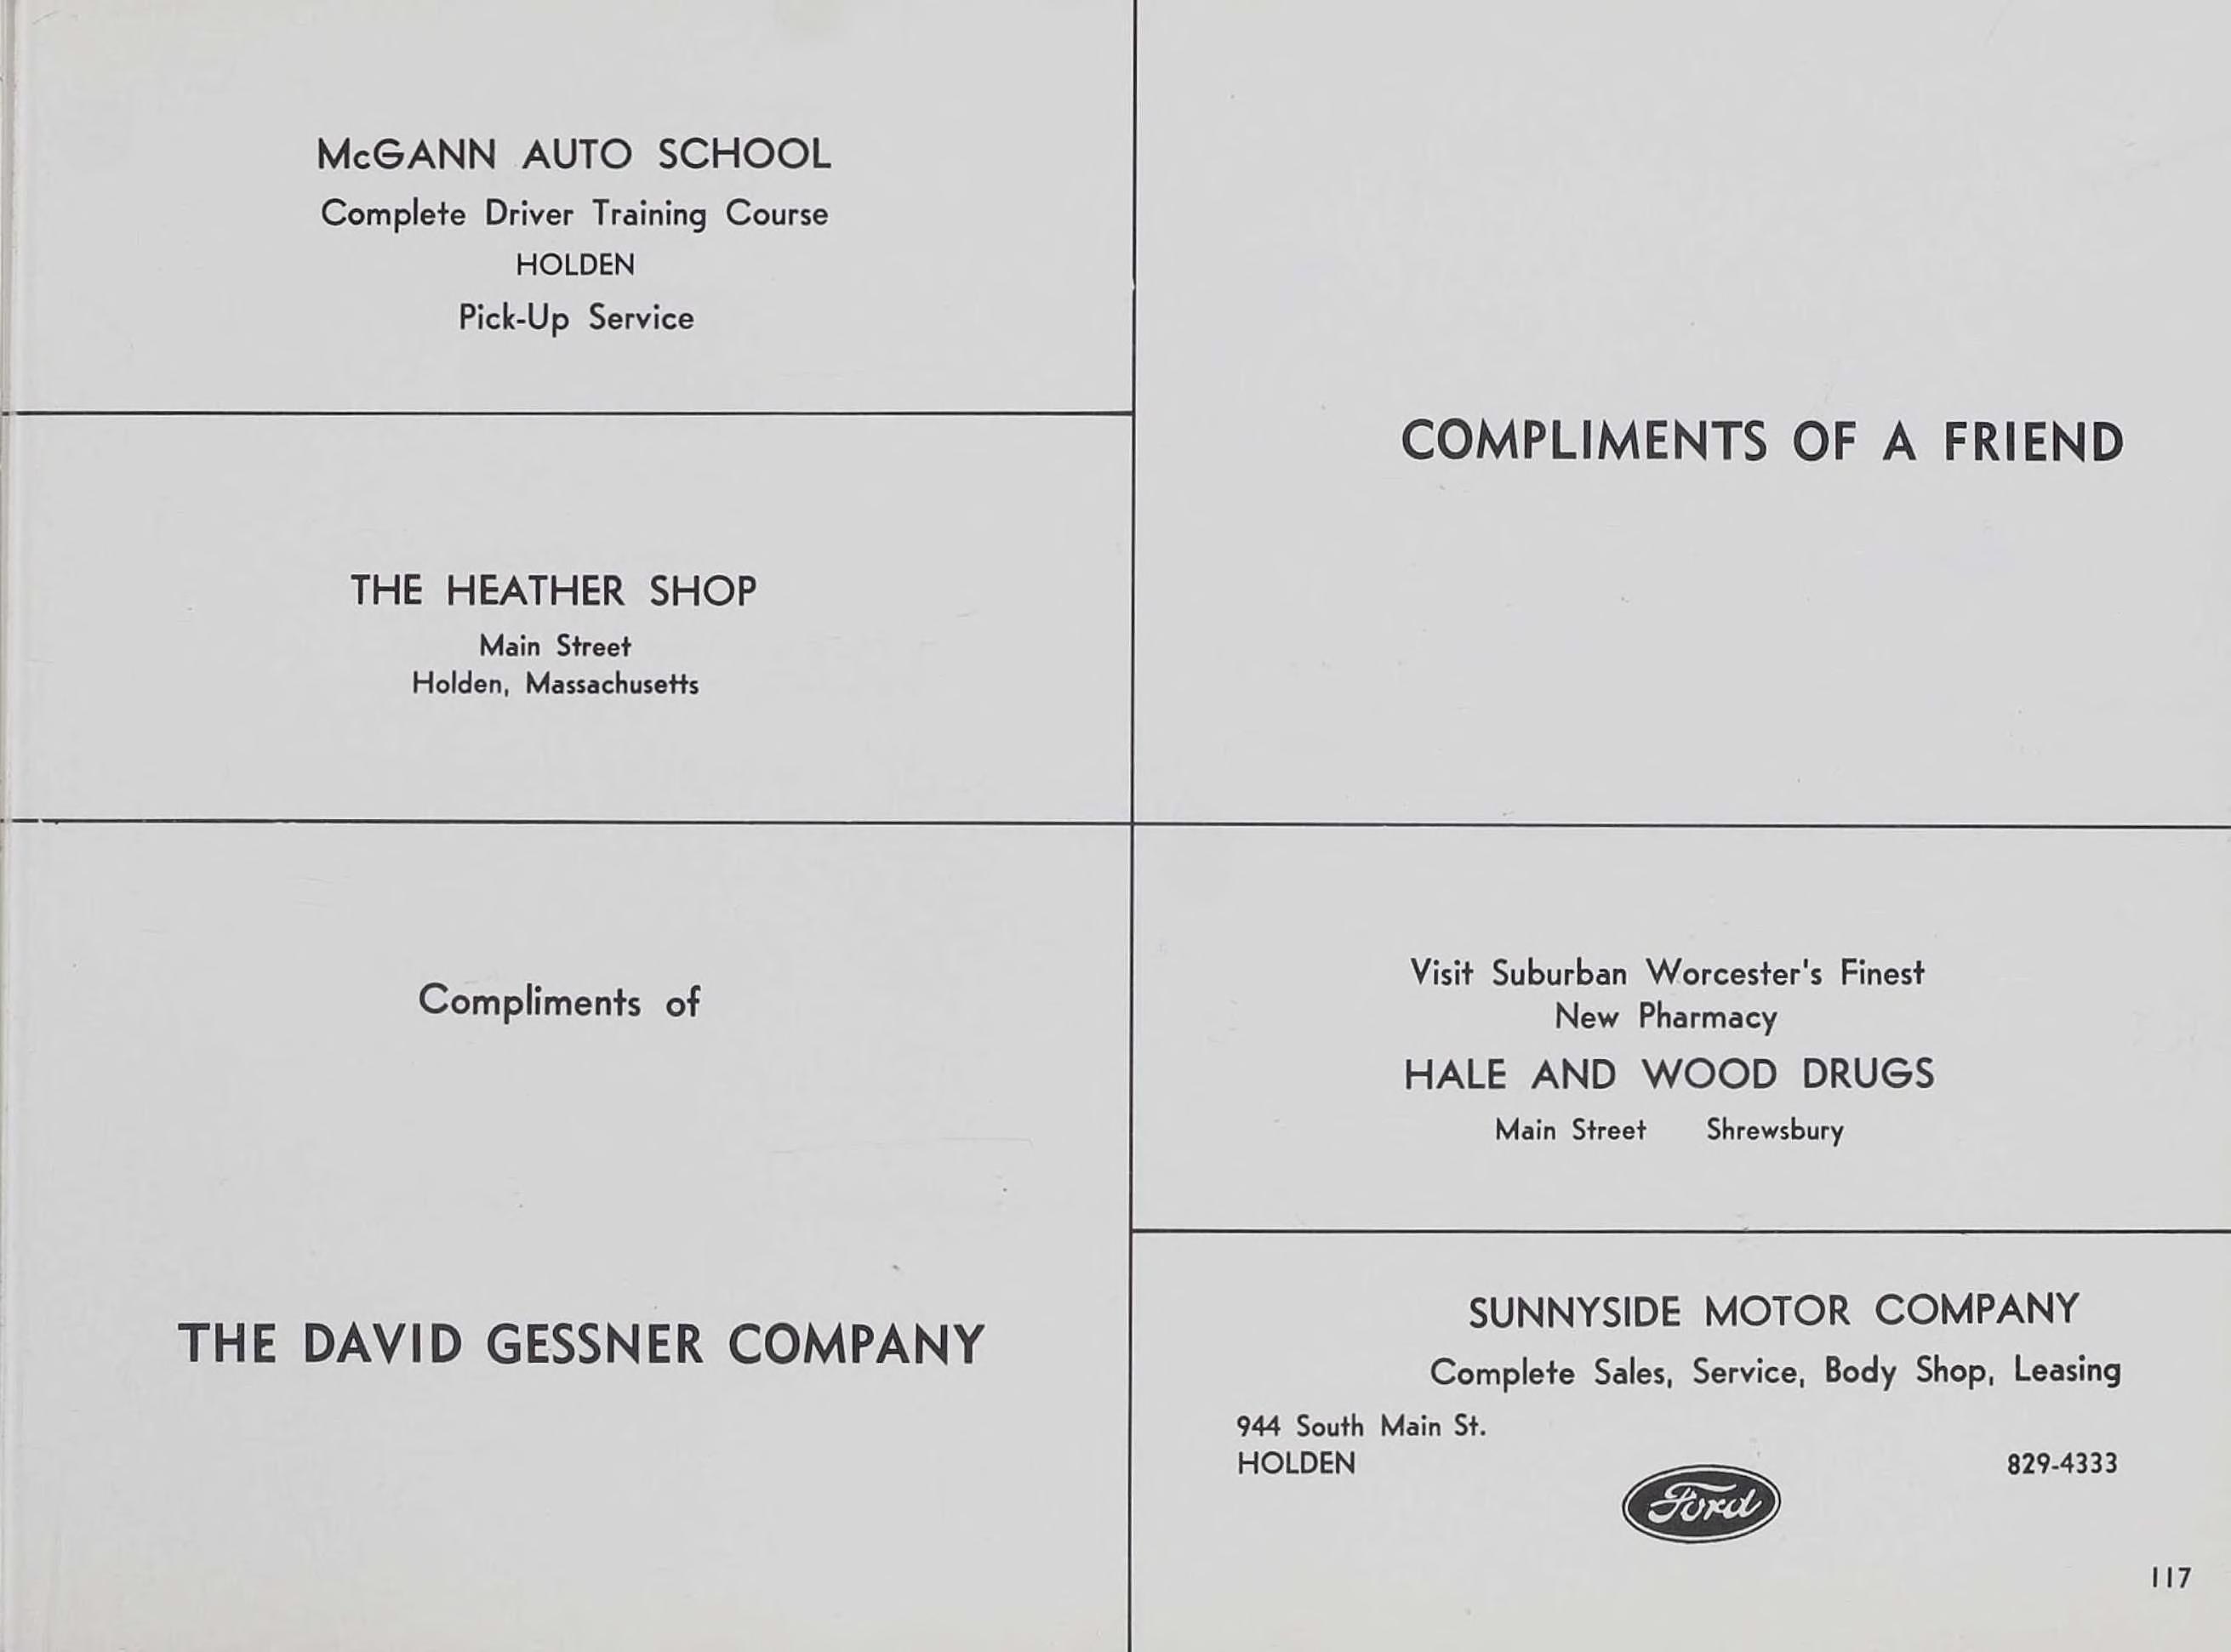 McGANN AUTO SCHOOL
Complete Driver Training Course
HOLDEN
Pick-Up Service
THE HEATHER SHOP
Main Street
Holden, Massachusetts
Compliments of
THE DAVID GESSNER COMPANY
COMPLIMENTS OF A FRIEND
Visit Suburban Worcester's Finest
New Pharmacy
HALE AND WOOD DRUGS
Main Street Shrewsbury
SUNNYSIDE MOTOR COMPANY
Complete Sales, Service, Body Shop, Leasing
944 South Main St.
HOLDEN 829-4333
Ford
117